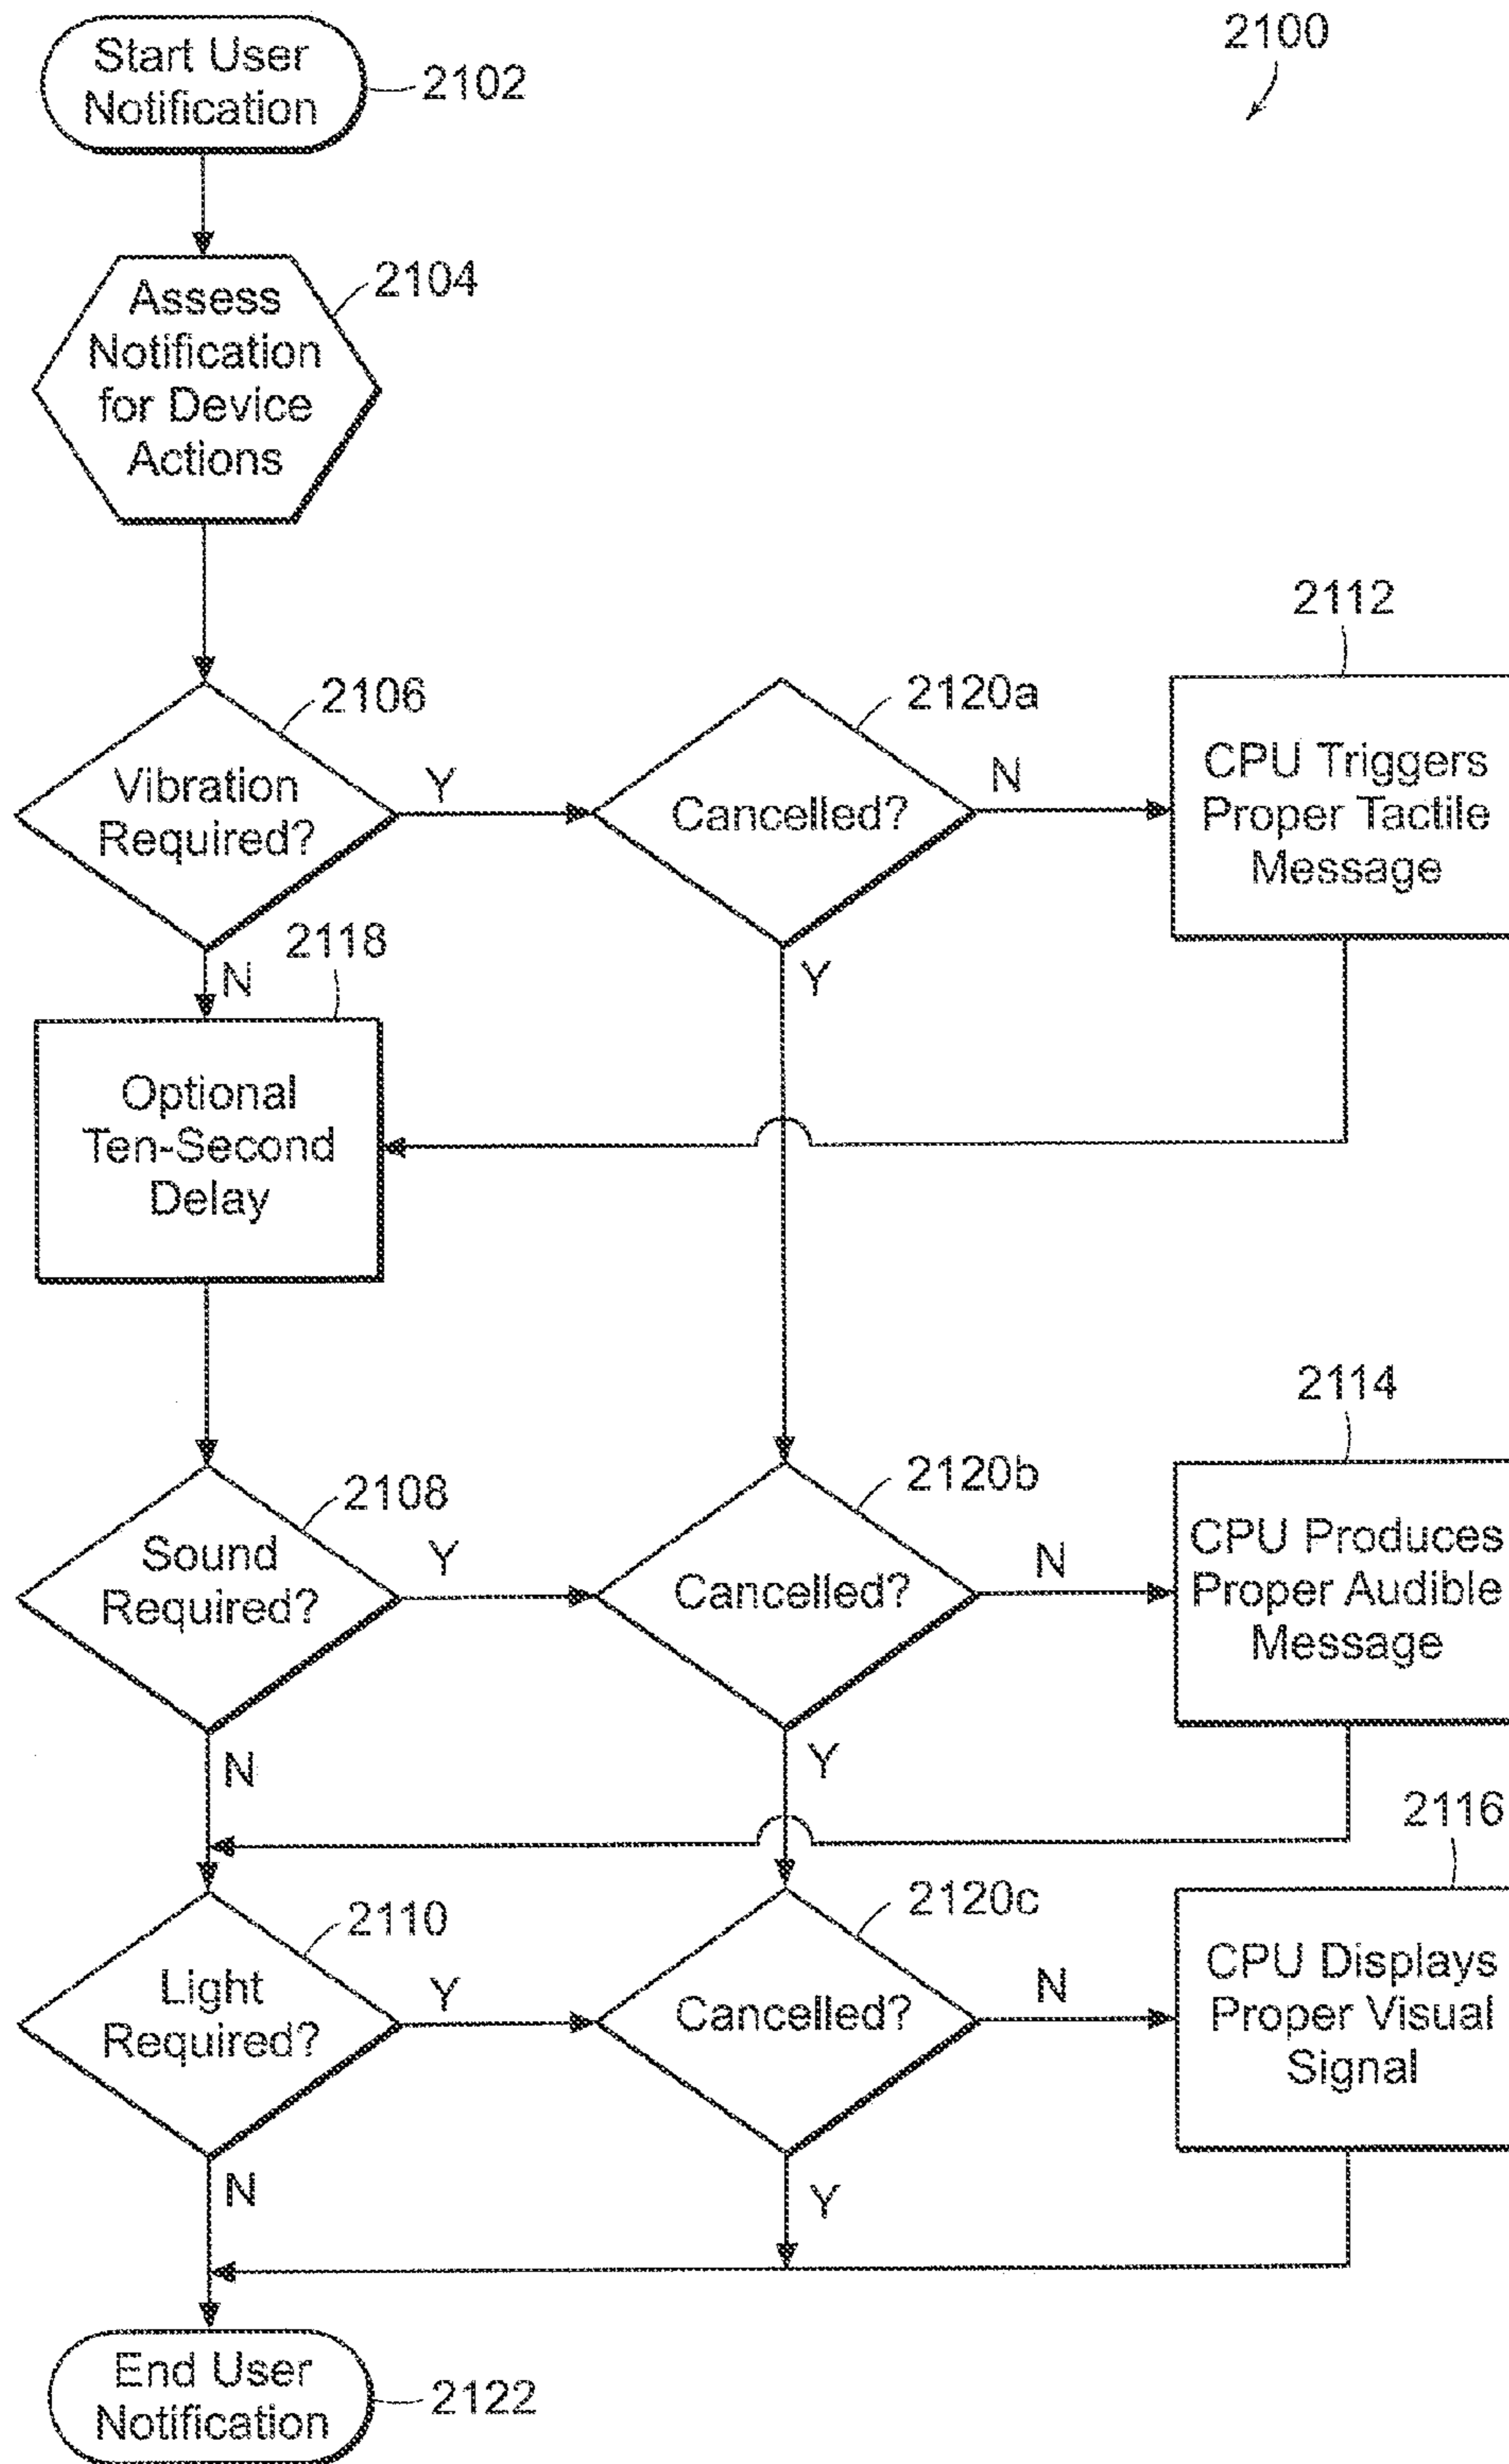 2100
Start User
Notification
2102
Assess
Notification
for Device
Actions
2104
Vibration
Required?
2106
Y
N
Cancelled?
2120a
N
Y
CPU Triggers
Proper Tactile
Message
2112
Optional
Ten-Second
Delay
2118
Sound
Required?
2108
Y
N
Cancelled?
2120b
N
Y
CPU Produces
Proper Audible
Message
2114
Light
Required?
2110
Y
N
Cancelled?
2120c
N
Y
CPU Displays
Proper Visual
Signal
2116
End User
Notification
2122